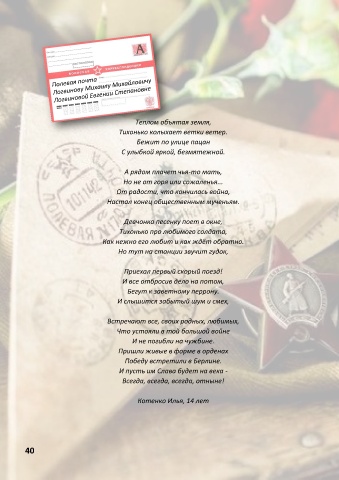 А
Полевая почта
Логвинову Михаилу Михайловичу
Логвиновой Евгении Степановне
Теплом объятая земля,
Тихонько колыхает ветки ветер.
Бежит по улице пацан
С улыбкой яркой, безмятежной.
А рядом плачет чья-то мать,
Но не от горя или сожаленья...
От радости, что кончилась война,
Настал конец общественным мученьям.
Девчонка песенку поет в окне,
Тихонько про любимого солдата,
Как нежно его любит и как ждёт обратно.
Но тут на станции звучит гудок,
Приехал первый скорый поезд!
И все отбросив дело на потом,
Бегут к заветному перрону
И слышится забытый шум и смех,
Встречают все, своих родных, любимых,
Что устояли в той большой войне
И не погибли на чужбине.
Пришли живые в форме в орденах
Победу встретили в Берлине.
И пусть им Слава будет на века -
Всегда, всегда, всегда, отныне!
Котенко Илья, 14 лет
40